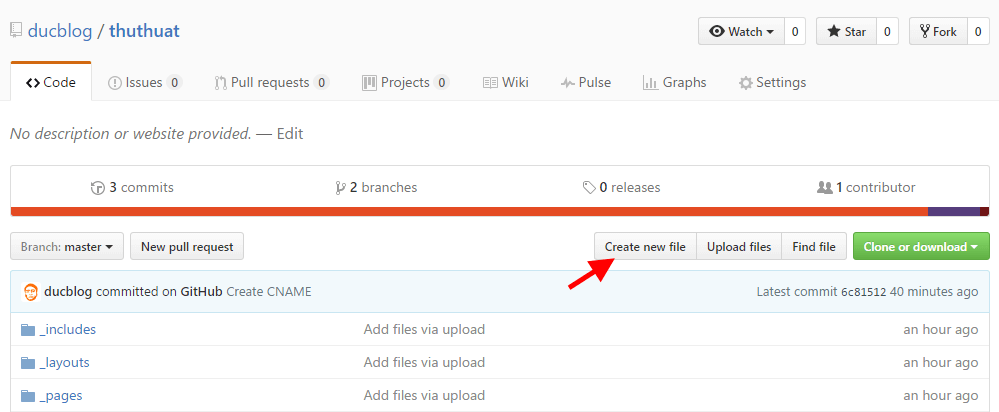 ducblog / thuthuat
Watch 0 Star 0 Fork 0
Code Issues 0 Pull requests 0 Projects 0 Wiki Pulse Graphs Settings
No description or website provided. — Edit
3 commits 2 branches 0 releases 1 contributor
Branch: master New pull request Create new file Upload files Find file Clone or download
ducblog committed on GitHub Create CNAME Latest commit 6c81512 40 minutes ago
_includes Add files via upload an hour ago
_layouts Add files via upload an hour ago
_pages Add files via upload an hour ago